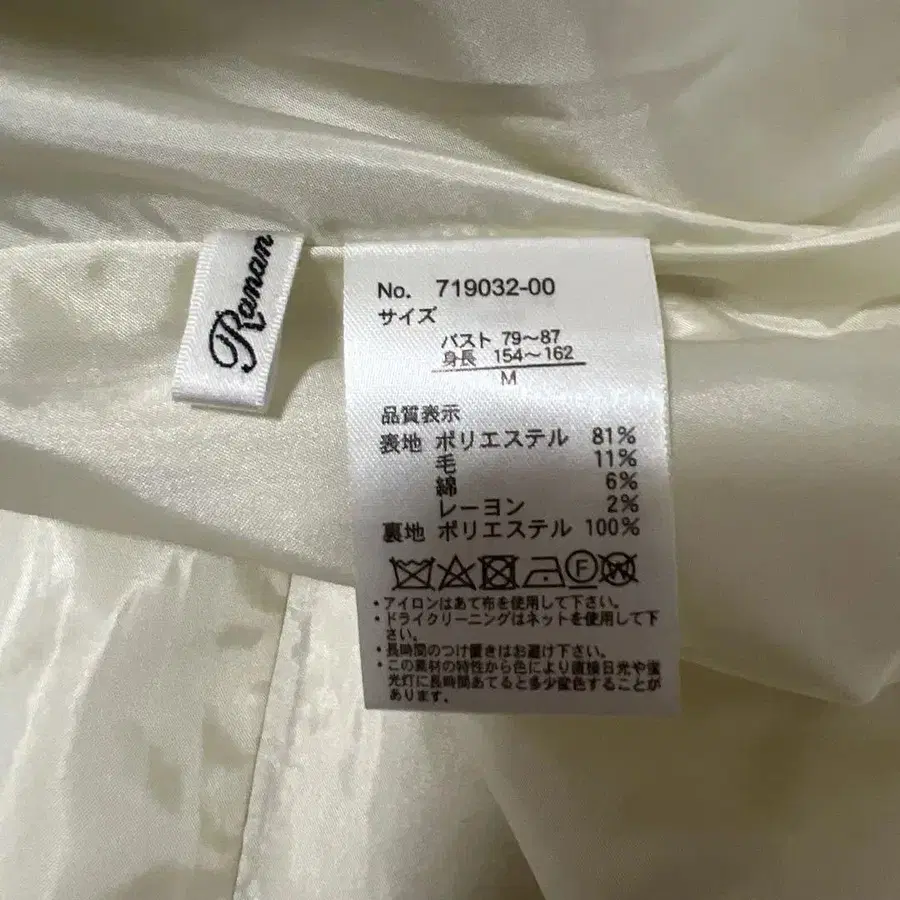 Ranan
No. 719032-00
サイズ
バスト 79～87
身長 154～162
M
品質表示
表地 ポリエステル 81%
毛 11%
綿 6%
レーヨン 2%
裏地 ポリエステル 100%
F
・アイロンはあて布を使用して下さい。
・ドライクリーニングはネットを使用して下
さい。
・長時間のつけ置きはお避け下さい。
・この素材の特性から色により直接日光や蛍
光灯に長時間あてると多少変色することが
あります。